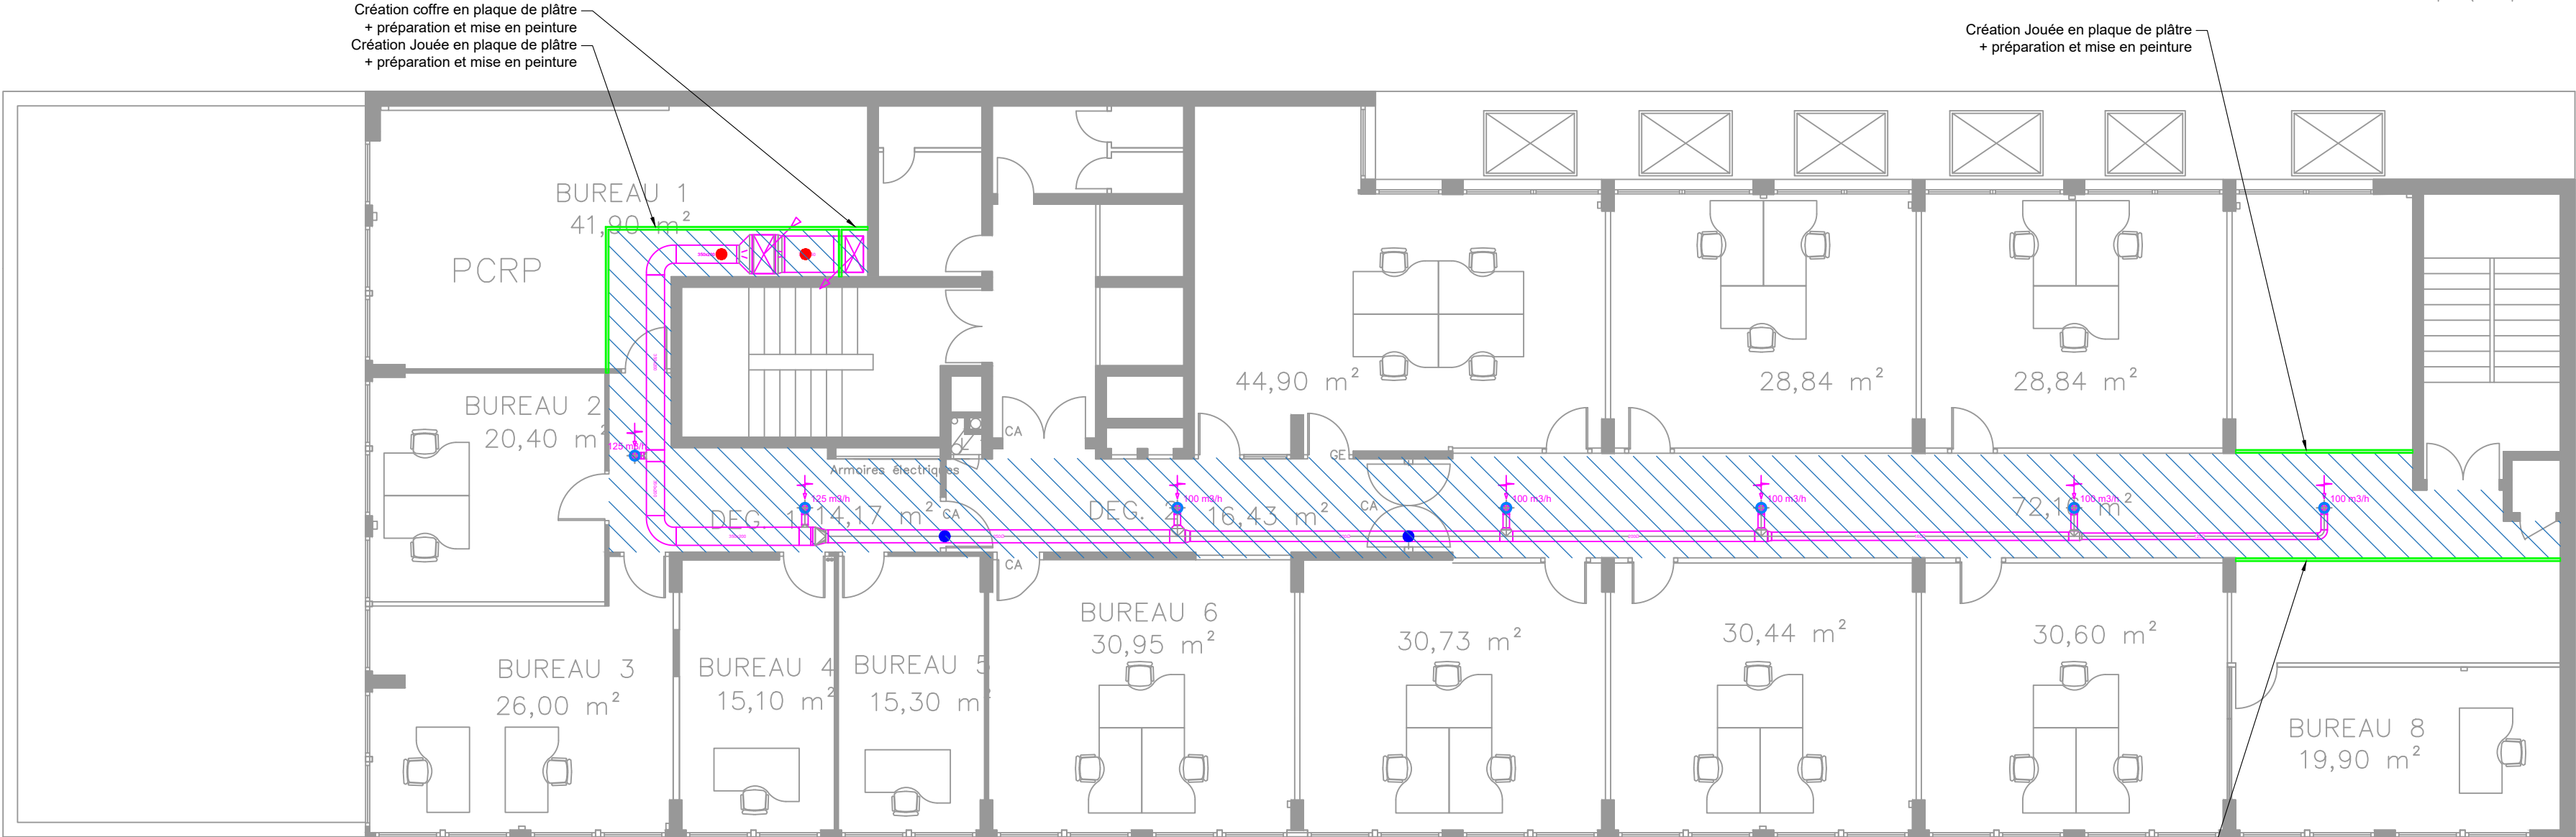 Création coffre en plaque de plâtre
+ préparation et mise en peinture
Création Jouée en plaque de plâtre
+ préparation et mise en peinture
Création Jouée en plaque de plâtre
+ préparation et mise en peinture
BUREAU 1
41,90 m²
PCRP
BUREAU 2
20,40 m²
125 m3/h
44,90 m²
28,84 m²
28,84 m²
CA
GE
Armoires électriques
125 m3/h
100 m3/h
100 m3/h
100 m3/h
100 m3/h
100 m3/h
DEG. 1
14,17 m²
CA
DEG. 2
16,43 m²
CA
CA
BUREAU 3
26,00 m²
BUREAU 4
15,10 m²
BUREAU 5
15,30 m²
BUREAU 6
30,95 m²
30,73 m²
30,44 m²
30,60 m²
BUREAU 8
19,90 m²